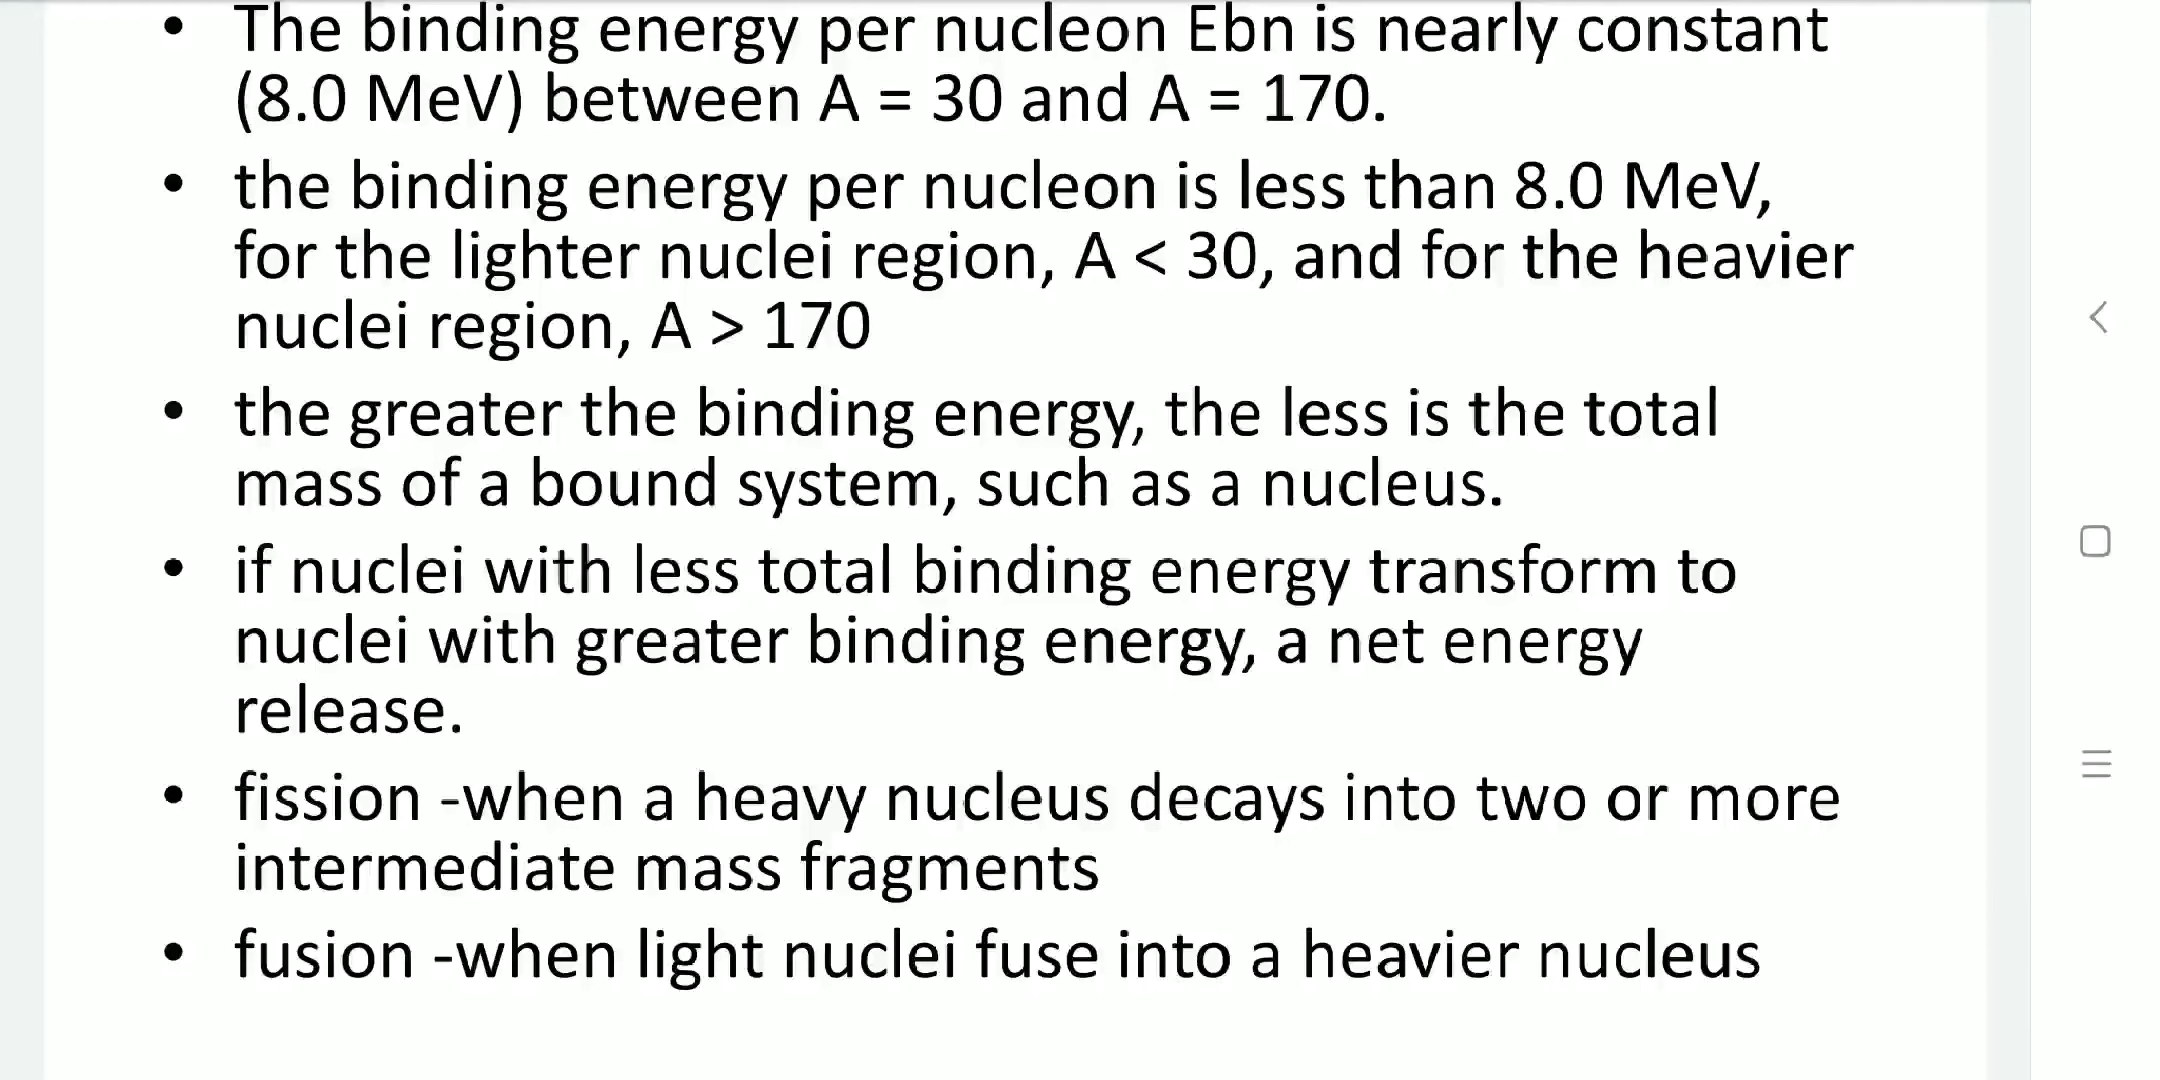 • The binding energy per nucleon Ebn is nearly constant
(8.0 MeV) between A = 30 and A = 170.
• the binding energy per nucleon is less than 8.0 MeV,
for the lighter nuclei region, A < 30, and for the heavier
nuclei region, A > 170
• the greater the binding energy, the less is the total
mass of a bound system, such as a nucleus.
• if nuclei with less total binding energy transform to
nuclei with greater binding energy, a net energy
release.
• fission -when a heavy nucleus decays into two or more
intermediate mass fragments
• fusion -when light nuclei fuse into a heavier nucleus